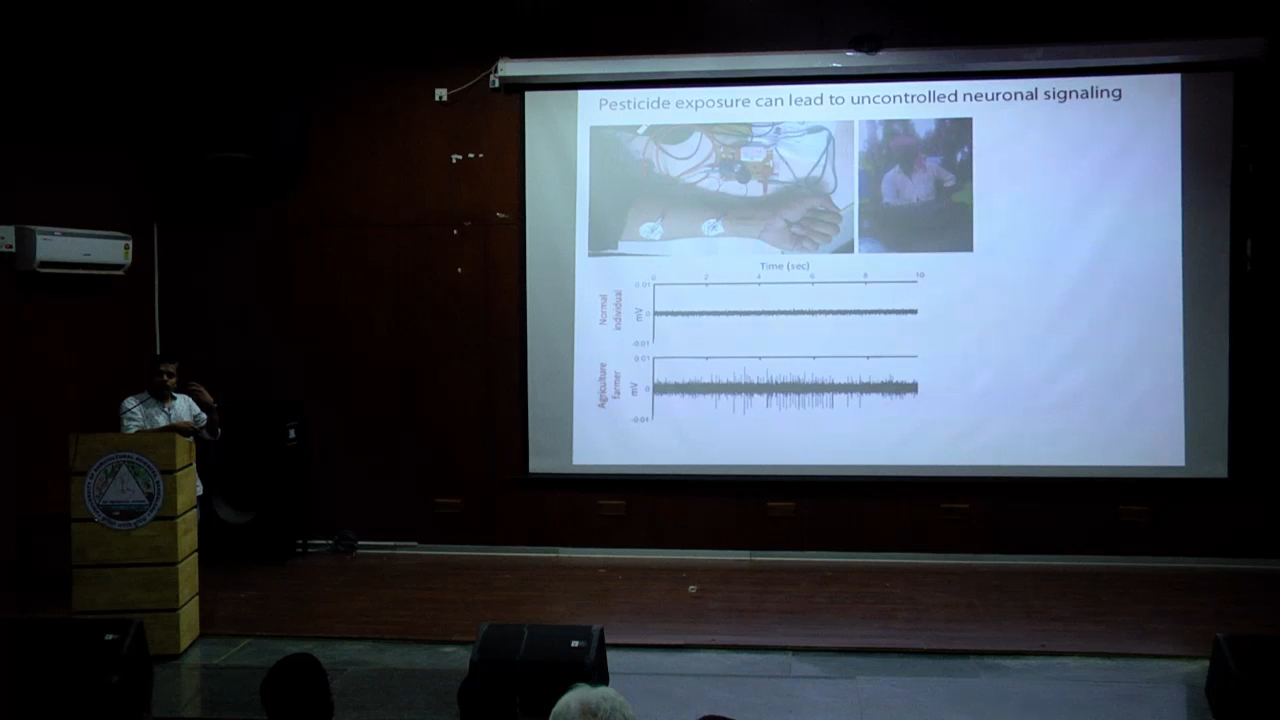 Pesticide exposure can lead to uncontrolled neuronal signaling
Time (sec)
0 2 4 6 8 10
0.01
0
-0.01
mV
Normal
individual
0.01
0
-0.01
mV
Agriculture
farmer